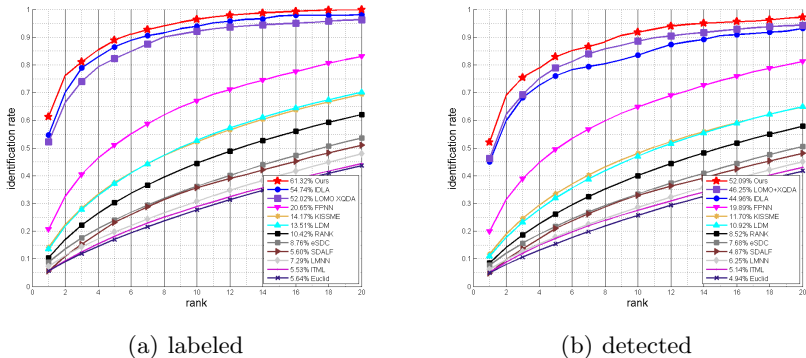 identification rate
1
0.9
0.8
0.7
0.6
0.5
0.4
0.3
0.2
0.1
0
0 2 4 6 8 10 12 14 16 18 20
rank
61.32% Ours
54.74% IDLA
52.02% LOMO XQDA
20.65% FPNN
14.17% KISSME
13.51% LDM
10.42% RANK
8.76% eSDC
5.60% SDALF
7.29% LMNN
5.53% ITML
5.64% Euclid
(a) labeled
identification rate
1
0.9
0.8
0.7
0.6
0.5
0.4
0.3
0.2
0.1
0
0 2 4 6 8 10 12 14 16 18 20
rank
52.09% Ours
46.25% LOMO+XQDA
44.96% IDLA
19.89% FPNN
11.70% KISSME
10.92% LDM
8.52% RANK
7.68% eSDC
4.87% SDALF
6.25% LMNN
5.14% ITML
4.94% Euclid
(b) detected